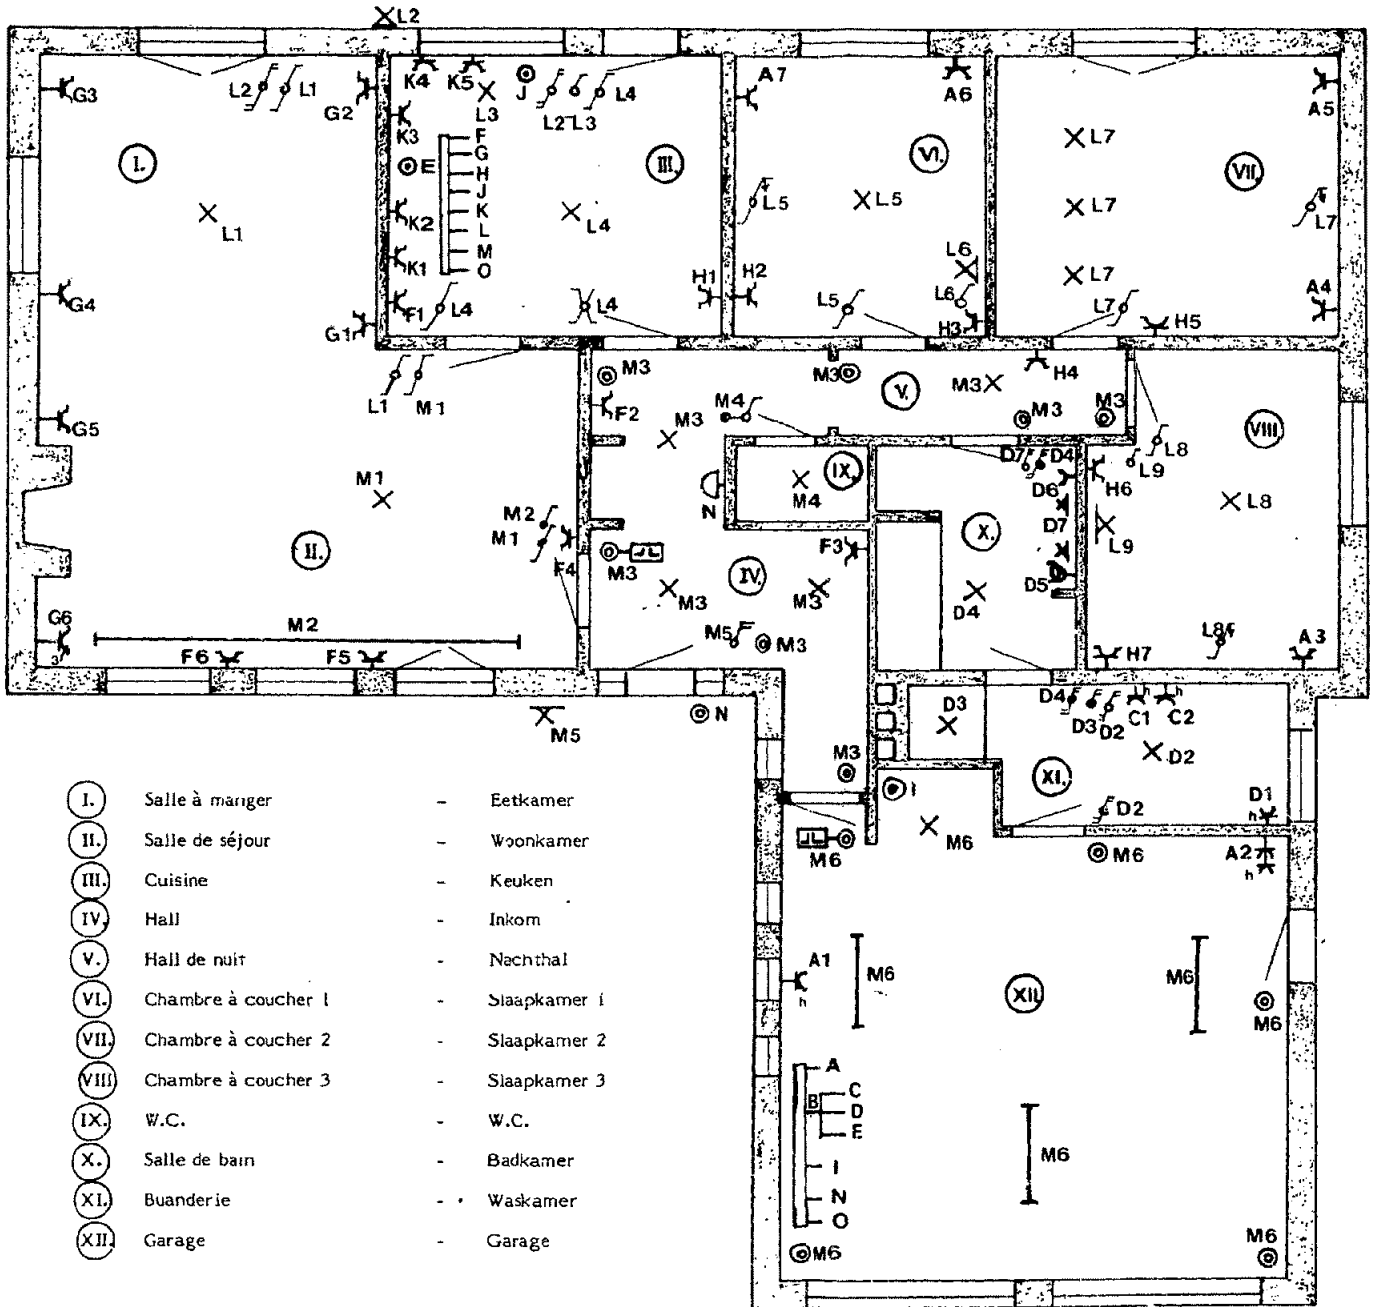 L2
G3
L2 L1
G2
K4 K5
J
L3
L2 L3
L4
A7
A6
A5
K3
E
F
G
H
J
K
L
M
O
I.
III.
VI.
VII.
L7
L1
K2
L4
L5
L5
L7
L7
K1
L6
L7
G4
F1
L4
L4
H1
H2
L5
L6
H3
L7
H5
A4
G1
L1
M1
M3
M3
V.
M3
H4
G5
F2
M4
M3
M3
M3
VIII
L8
L9
D7 D4
D6
H6
M1
N
IX.
M4
L8
M2
M1
F4
D7
L9
II.
M3
IV.
F3
X.
D5
M3
M3
D4
G6
3
M2
M5
M3
L8
A3
F6
F5
H7
M5
N
D3
D4
D3
D2
h
C1
h
C2
D2
M3
I
XI.
D2
D1
h
M6
M6
M6
A2
h
A1
h
M6
XII.
M6
M6
A
B
C
D
E
I
N
O
M6
M6
M6
I. Salle à manger - Eetkamer
II. Salle de séjour - Woonkamer
III. Cuisine - Keuken
IV. Hall - Inkom
V. Hall de nuit - Nachthal
VI. Chambre à coucher 1 - Slaapkamer 1
VII. Chambre à coucher 2 - Slaapkamer 2
VIII Chambre à coucher 3 - Slaapkamer 3
IX. W.C. - W.C.
X. Salle de bain - Badkamer
XI. Buanderie - Waskamer
XII. Garage - Garage